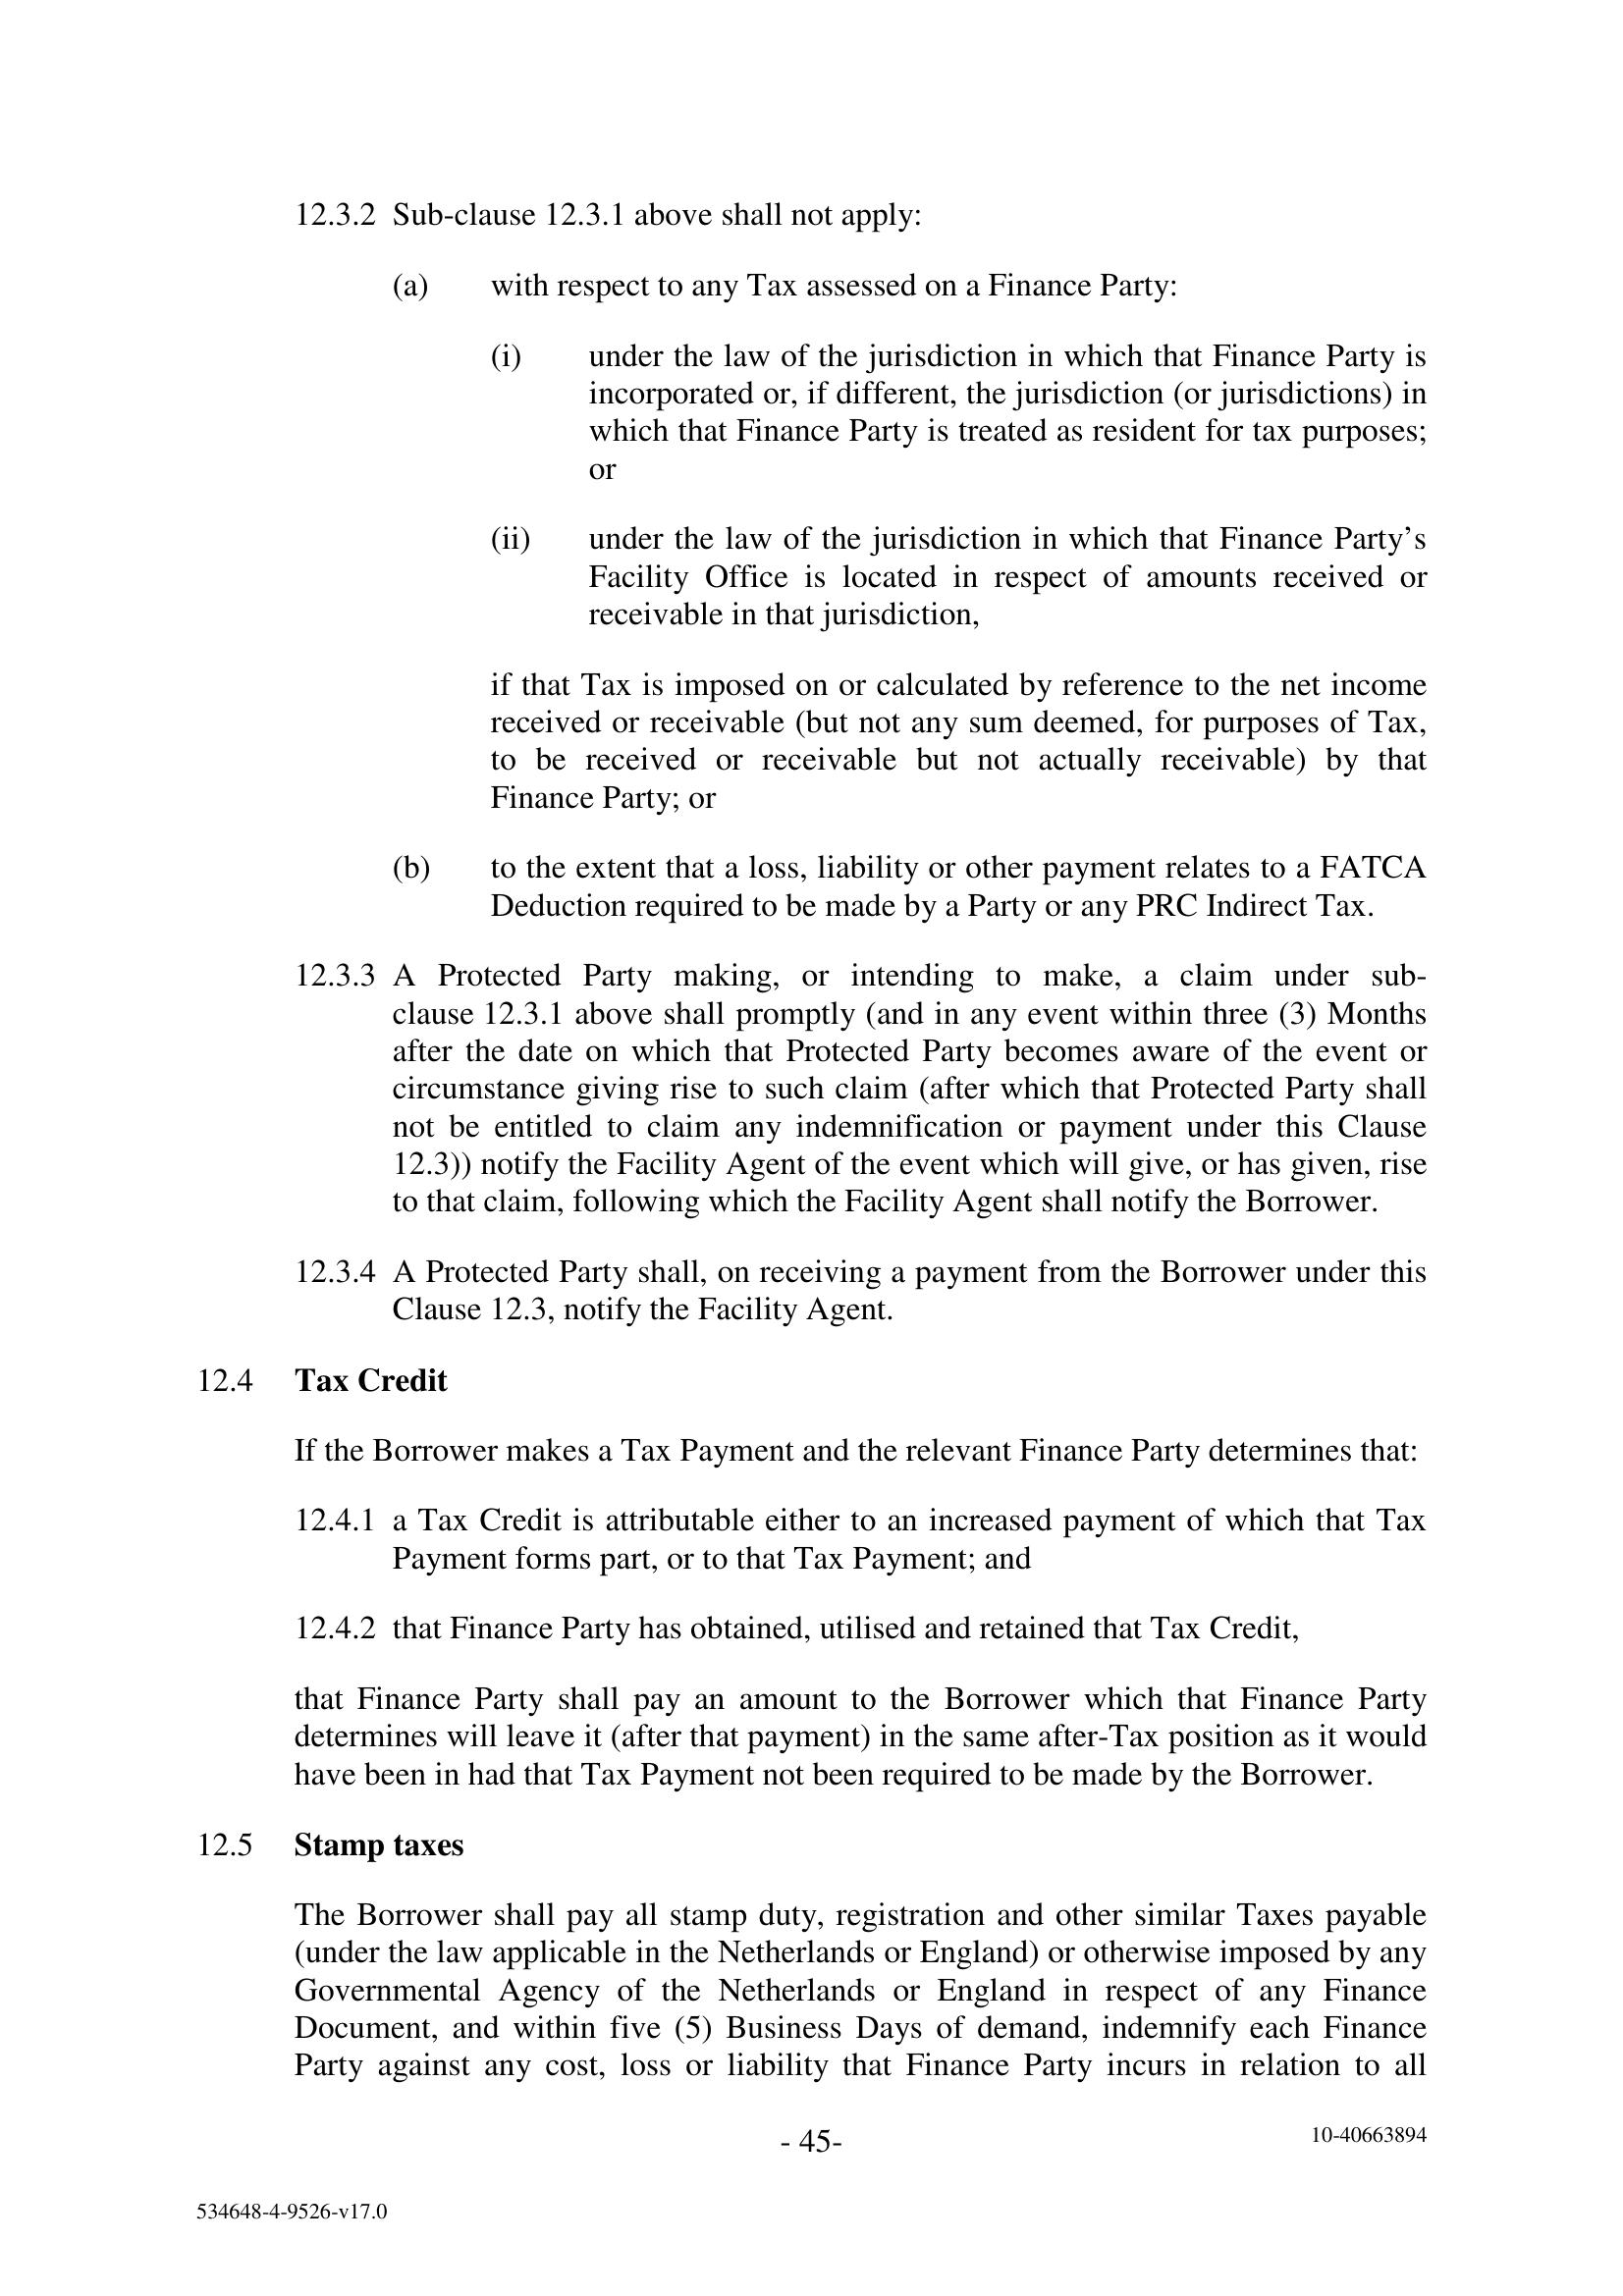 12.3.2 Sub-clause 12.3.1 above shall not apply:
(a) with respect to any Tax assessed on a Finance Party:
(i) under the law of the jurisdiction in which that Finance Party is
incorporated or, if different, the jurisdiction (or jurisdictions) in
which that Finance Party is treated as resident for tax purposes;
or
(ii) under the law of the jurisdiction in which that Finance Party’s
Facility Office is located in respect of amounts received or
receivable in that jurisdiction,
if that Tax is imposed on or calculated by reference to the net income
received or receivable (but not any sum deemed, for purposes of Tax,
to be received or receivable but not actually receivable) by that
Finance Party; or
(b) to the extent that a loss, liability or other payment relates to a FATCA
Deduction required to be made by a Party or any PRC Indirect Tax.
12.3.3 A Protected Party making, or intending to make, a claim under sub-
clause 12.3.1 above shall promptly (and in any event within three (3) Months
after the date on which that Protected Party becomes aware of the event or
circumstance giving rise to such claim (after which that Protected Party shall
not be entitled to claim any indemnification or payment under this Clause
12.3)) notify the Facility Agent of the event which will give, or has given, rise
to that claim, following which the Facility Agent shall notify the Borrower.
12.3.4 A Protected Party shall, on receiving a payment from the Borrower under this
Clause 12.3, notify the Facility Agent.
12.4 Tax Credit
If the Borrower makes a Tax Payment and the relevant Finance Party determines that:
12.4.1 a Tax Credit is attributable either to an increased payment of which that Tax
Payment forms part, or to that Tax Payment; and
12.4.2 that Finance Party has obtained, utilised and retained that Tax Credit,
that Finance Party shall pay an amount to the Borrower which that Finance Party
determines will leave it (after that payment) in the same after-Tax position as it would
have been in had that Tax Payment not been required to be made by the Borrower.
12.5 Stamp taxes
The Borrower shall pay all stamp duty, registration and other similar Taxes payable
(under the law applicable in the Netherlands or England) or otherwise imposed by any
Governmental Agency of the Netherlands or England in respect of any Finance
Document, and within five (5) Business Days of demand, indemnify each Finance
Party against any cost, loss or liability that Finance Party incurs in relation to all
- 45-
10-40663894
534648-4-9526-v17.0